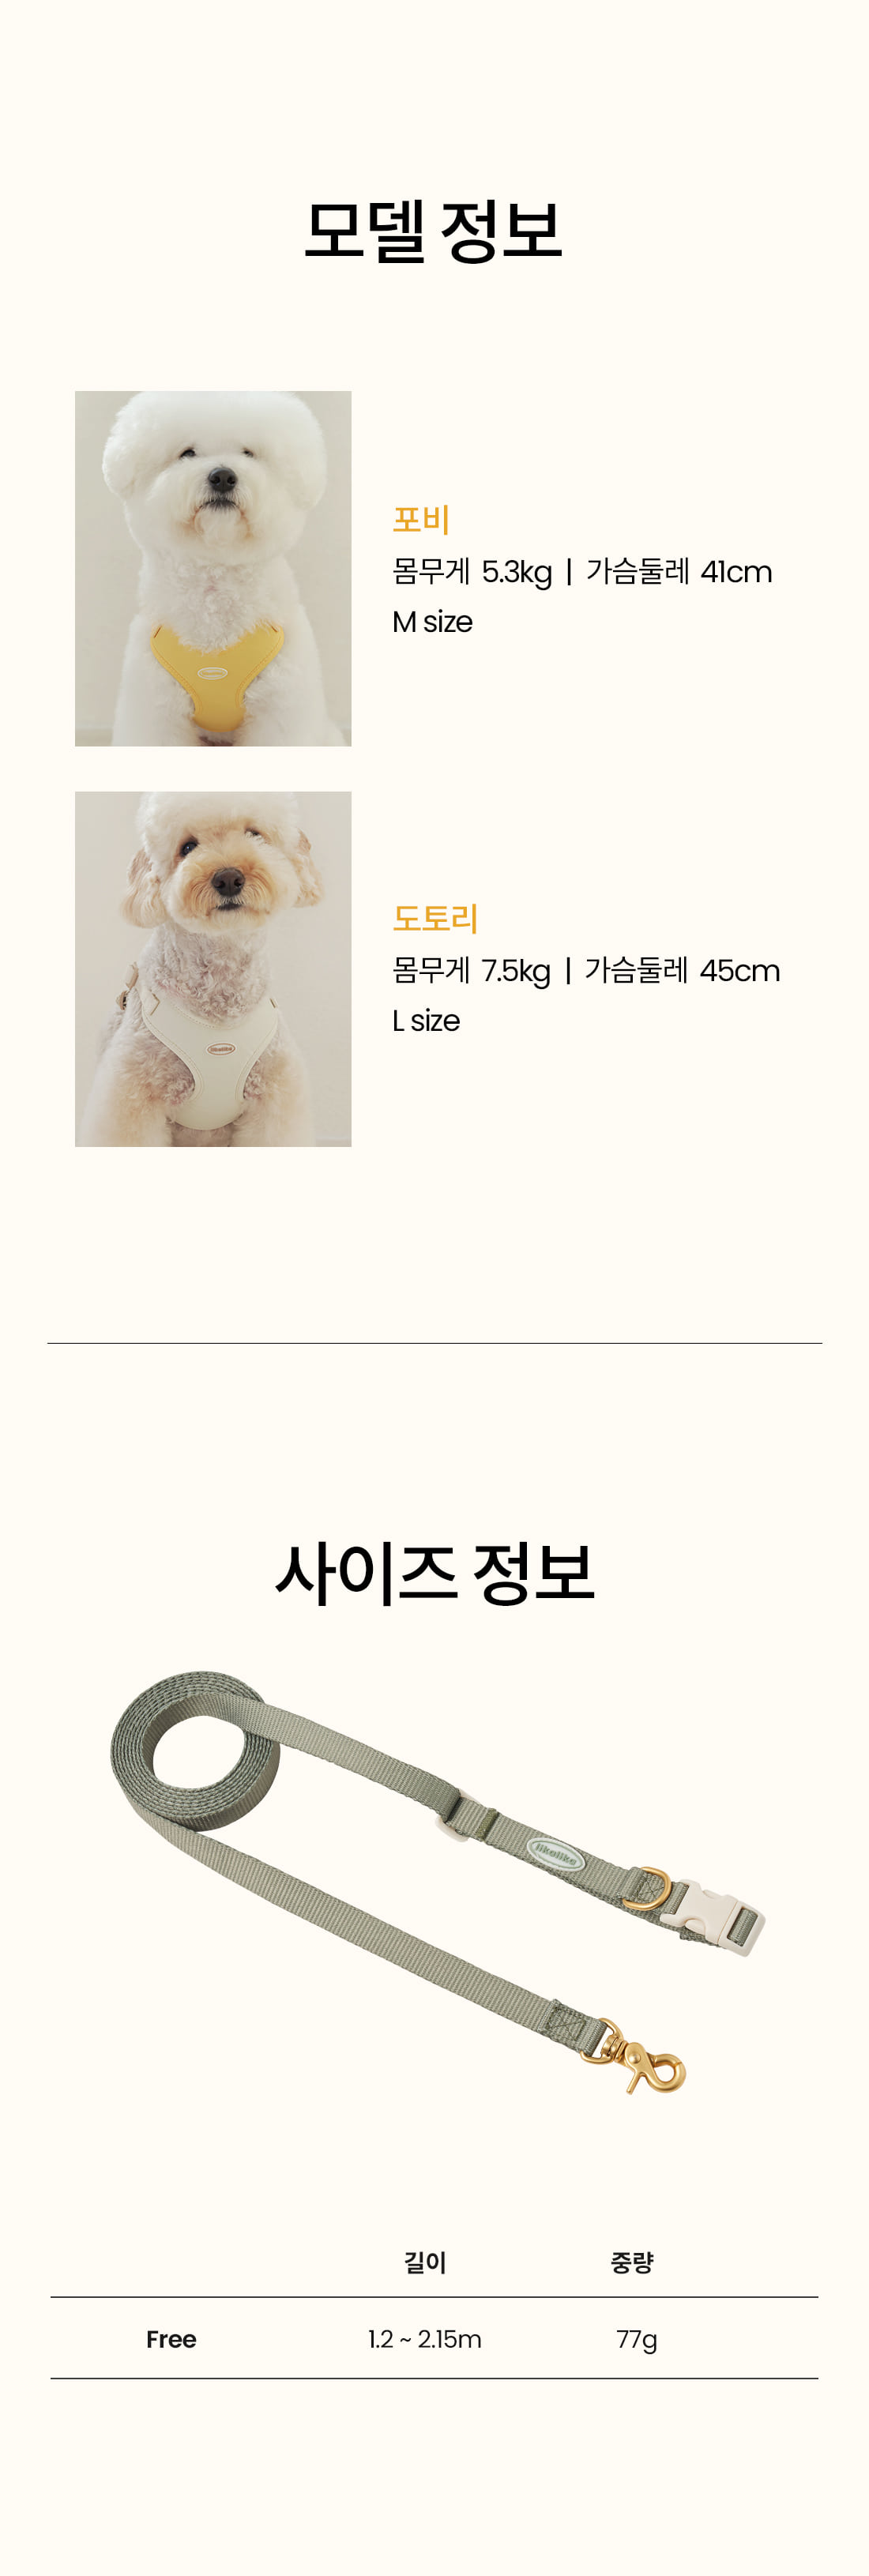 모델 정보
포비
몸무게 5.3kg | 가슴둘레 41cm
M size
likelike
도토리
몸무게 7.5kg | 가슴둘레 45cm
L size
사이즈 정보
likelike
길이 중량
Free 1.2 ~ 2.15m 77g